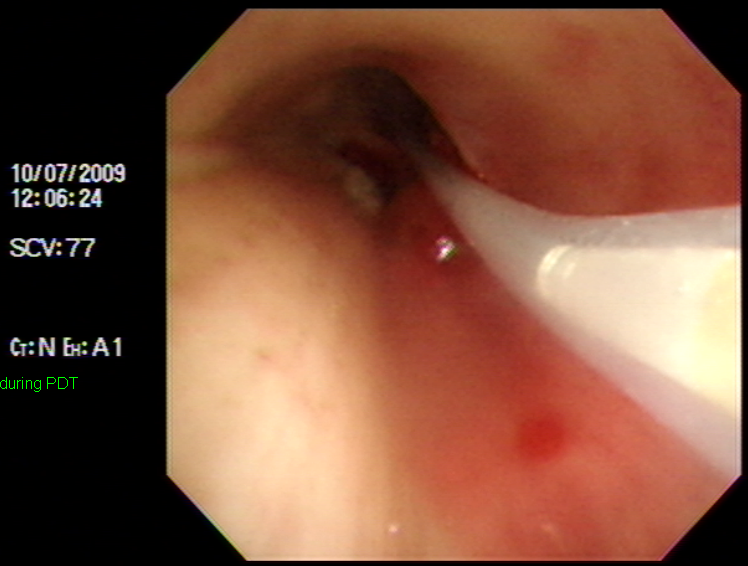 10/07/2009
12:06:24
SCV:77
CT:N EH:A1
during PDT